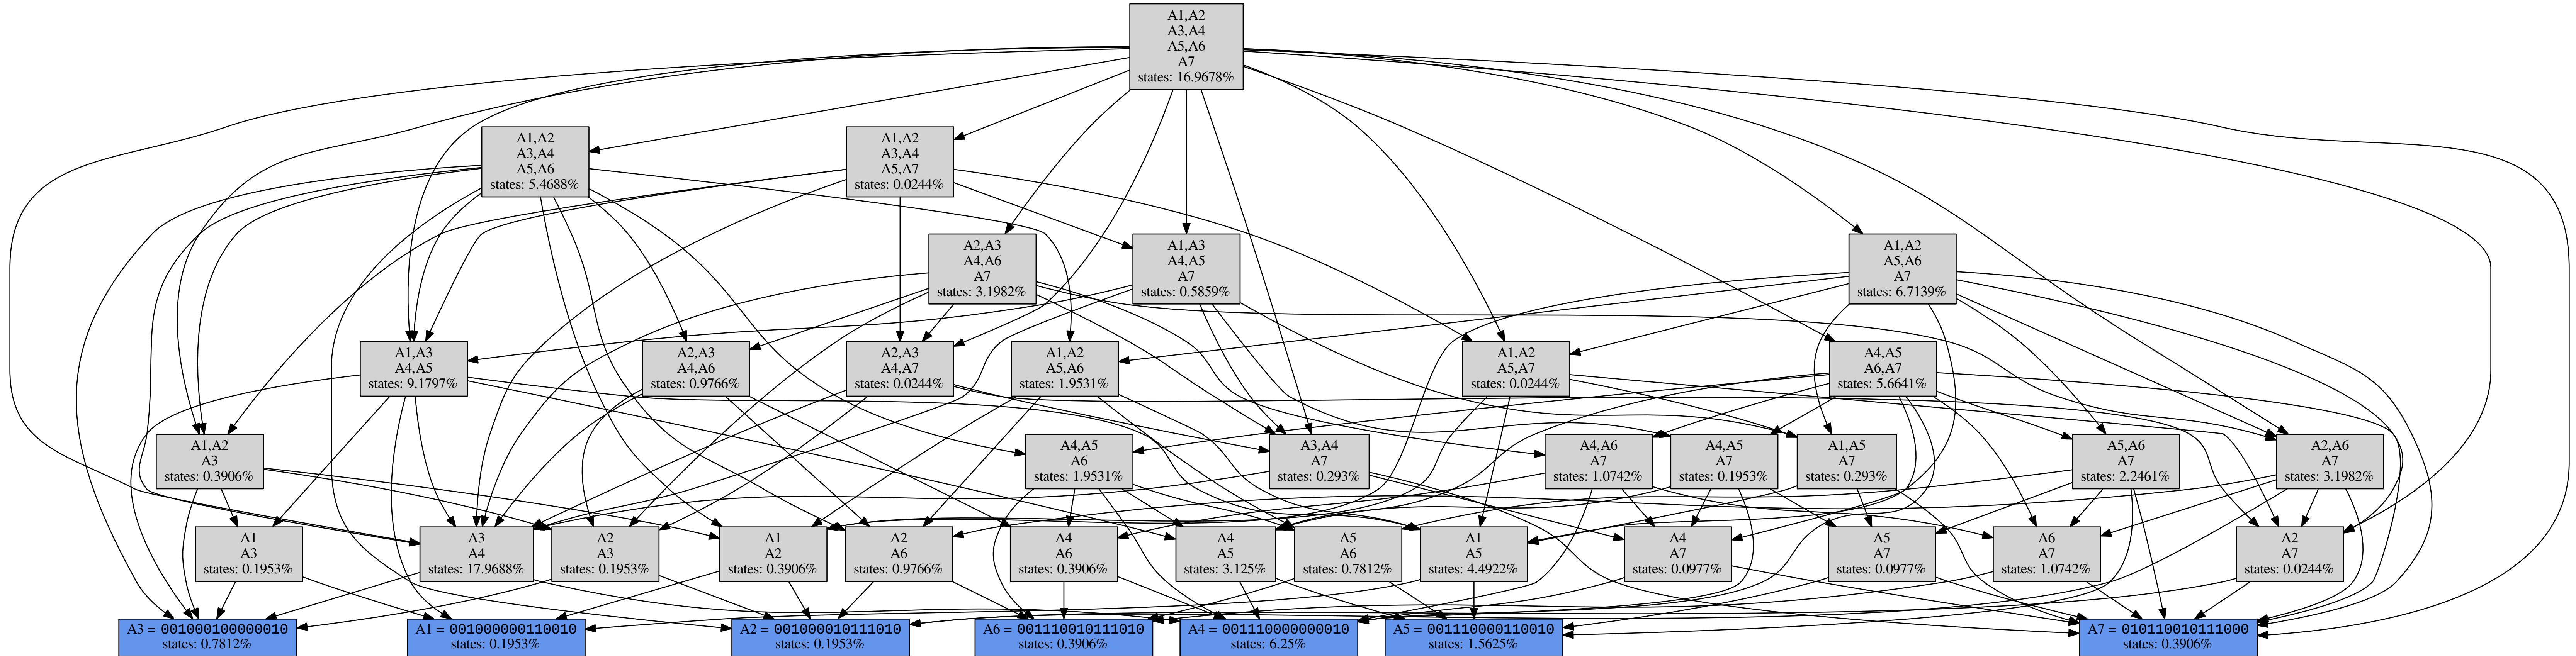 A1,A2
A3,A4
A5,A6
A7
states: 16.9678%
A1,A2
A3,A4
A5,A6
states: 5.4688%
A1,A2
A3,A4
A5,A7
states: 0.0244%
A2,A3
A4,A6
A7
states: 3.1982%
A1,A3
A4,A5
A7
states: 0.5859%
A1,A2
A5,A6
A7
states: 6.7139%
A1,A3
A4,A5
states: 9.1797%
A2,A3
A4,A6
states: 0.9766%
A2,A3
A4,A7
states: 0.0244%
A1,A2
A5,A6
states: 1.9531%
A1,A2
A5,A7
states: 0.0244%
A4,A5
A6,A7
states: 5.6641%
A1,A2
A3
states: 0.3906%
A4,A5
A6
states: 1.9531%
A3,A4
A7
states: 0.293%
A4,A6
A7
states: 1.0742%
A4,A5
A7
states: 0.1953%
A1,A5
A7
states: 0.293%
A5,A6
A7
states: 2.2461%
A2,A6
A7
states: 3.1982%
A1
A3
states: 0.1953%
A3
A4
states: 17.9688%
A2
A3
states: 0.1953%
A1
A2
states: 0.3906%
A2
A6
states: 0.9766%
A4
A6
states: 0.3906%
A4
A5
states: 3.125%
A5
A6
states: 0.7812%
A1
A5
states: 4.4922%
A4
A7
states: 0.0977%
A5
A7
states: 0.0977%
A6
A7
states: 1.0742%
A2
A7
states: 0.0244%
A3 = 001000100000010
states: 0.7812%
A1 = 001000000110010
states: 0.1953%
A2 = 001000010111010
states: 0.1953%
A6 = 001110010111010
states: 0.3906%
A4 = 001110000000010
states: 6.25%
A5 = 001110000110010
states: 1.5625%
A7 = 010110010111000
states: 0.3906%